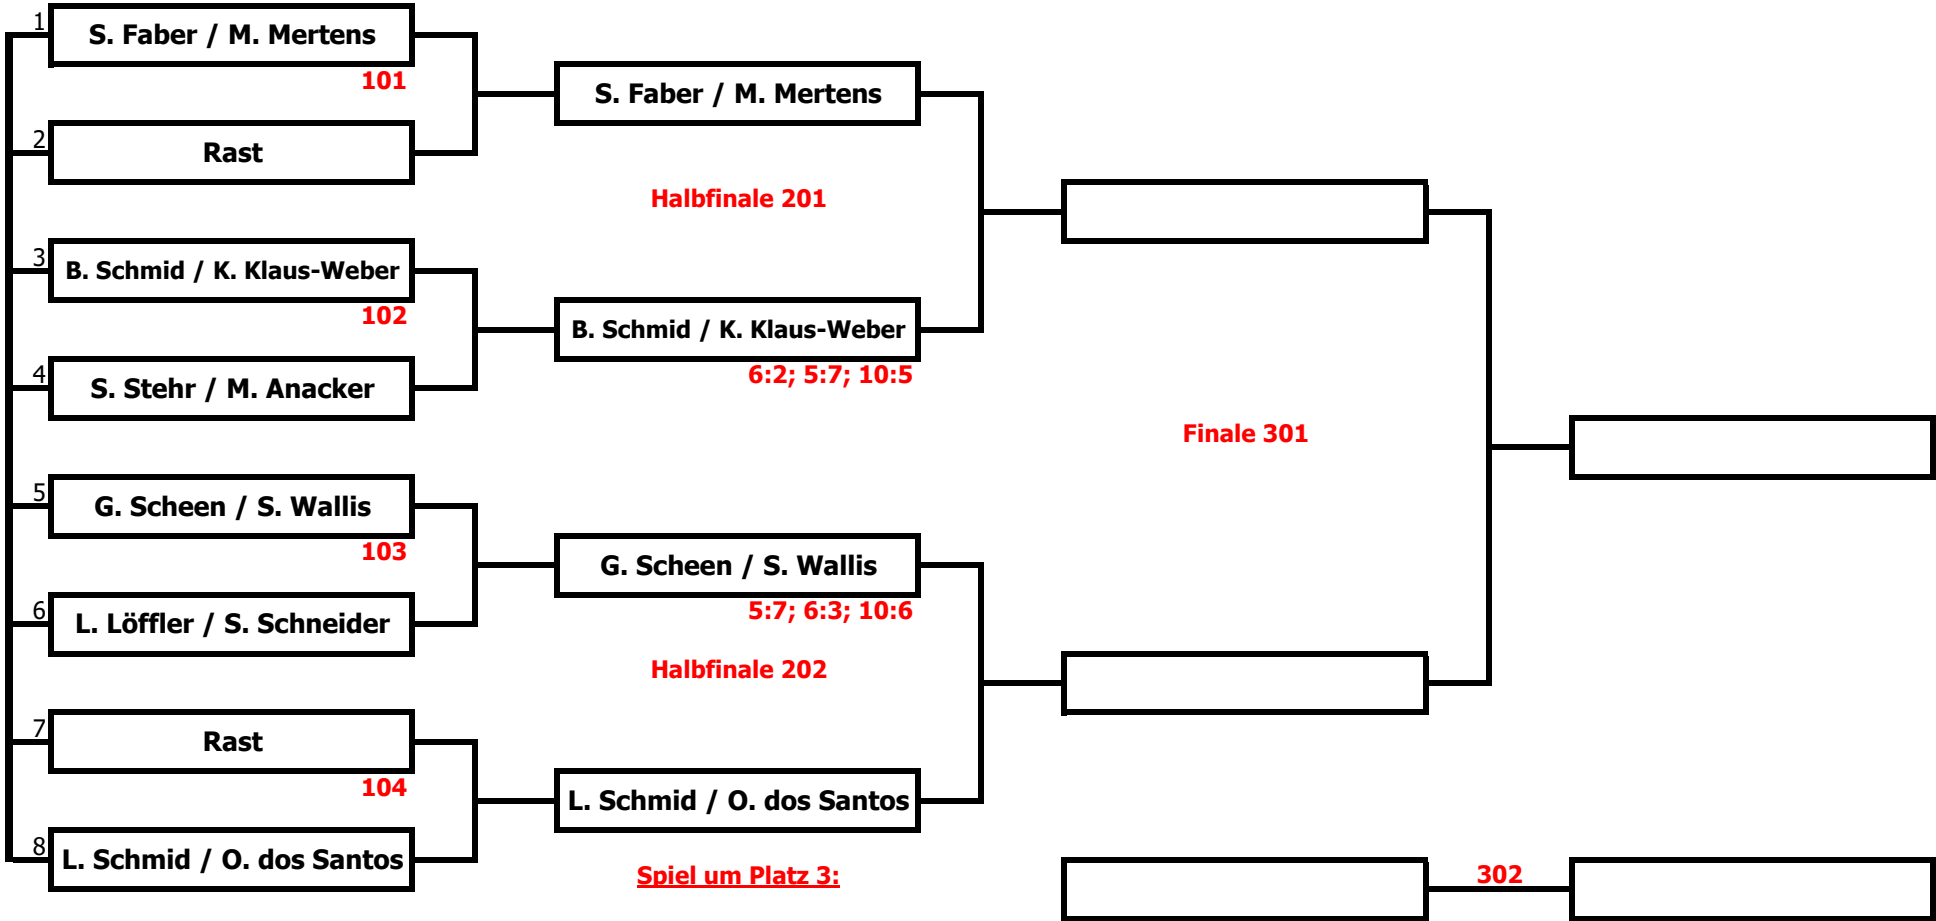 1
S. Faber / M. Mertens
101
2
Rast
3
B. Schmid / K. Klaus-Weber
102
4
S. Stehr / M. Anacker
5
G. Scheen / S. Wallis
103
6
L. Löffler / S. Schneider
7
Rast
104
8
L. Schmid / O. dos Santos
S. Faber / M. Mertens
Halbfinale 201
B. Schmid / K. Klaus-Weber
6:2; 5:7; 10:5
G. Scheen / S. Wallis
5:7; 6:3; 10:6
Halbfinale 202
L. Schmid / O. dos Santos
Finale 301
Spiel um Platz 3:
302